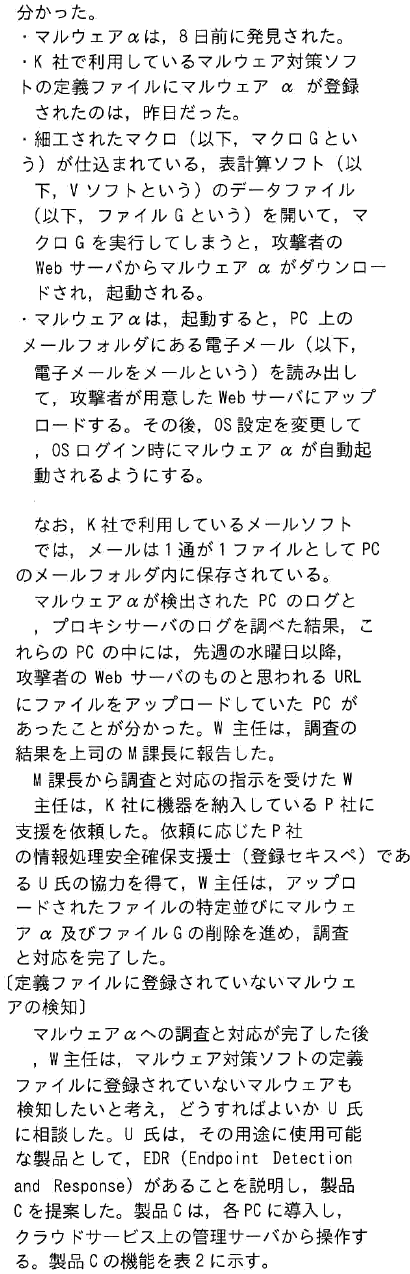 分かった。
・マルウェアαは，8日前に発見された。
・K 社で利用しているマルウェア対策ソフ
トの定義ファイルにマルウェア α が登録
されたのは，昨日だった。
・細工されたマクロ（以下，マクロGとい
う）が仕込まれている，表計算ソフト（以
下，Vソフトという）のデータファイル
（以下，ファイルGという）を開いて，マ
クロGを実行してしまうと，攻撃者の
Webサーバからマルウェア α がダウンロー
ドされ，起動される。
・マルウェアαは，起動すると，PC 上の
メールフォルダにある電子メール（以下，
電子メールをメールという）を読み出し
て，攻撃者が用意したWebサーバにアップ
ロードする。その後，OS設定を変更して
，OSログイン時にマルウェア α が自動起
動されるようにする。
なお，K社で利用しているメールソフト
では，メールは1通が1ファイルとしてPC
のメールフォルダ内に保存されている。
マルウェアαが検出された PC のログと
，プロキシサーバのログを調べた結果，こ
れらの PC の中には，先週の水曜日以降，
攻撃者の Web サーバのものと思われる URL
にファイルをアップロードしていた PC が
あったことが分かった。W 主任は，調査の
結果を上司のM課長に報告した。
M課長から調査と対応の指示を受けた W
主任は，K 社に機器を納入している P 社に
支援を依頼した。依頼に応じたP社
の情報処理安全確保支援士（登録セキスペ）であ
る U 氏の協力を得て，W主任は，アップロ
ードされたファイルの特定並びにマルウェ
ア α 及びファイルGの削除を進め，調査
と対応を完了した。
〔定義ファイルに登録されていないマルウェ
アの検知〕
マルウェアαへの調査と対応が完了した後
，W主任は，マルウェア対策ソフトの定義
ファイルに登録されていないマルウェアも
検知したいと考え，どうすればよいか U 氏
に相談した。U 氏は，その用途に使用可能
な製品として，EDR（Endpoint Detection
and Response）があることを説明し，製品
Cを提案した。製品Cは，各PCに導入し，
クラウドサービス上の管理サーバから操作す
る。製品Cの機能を表2に示す。